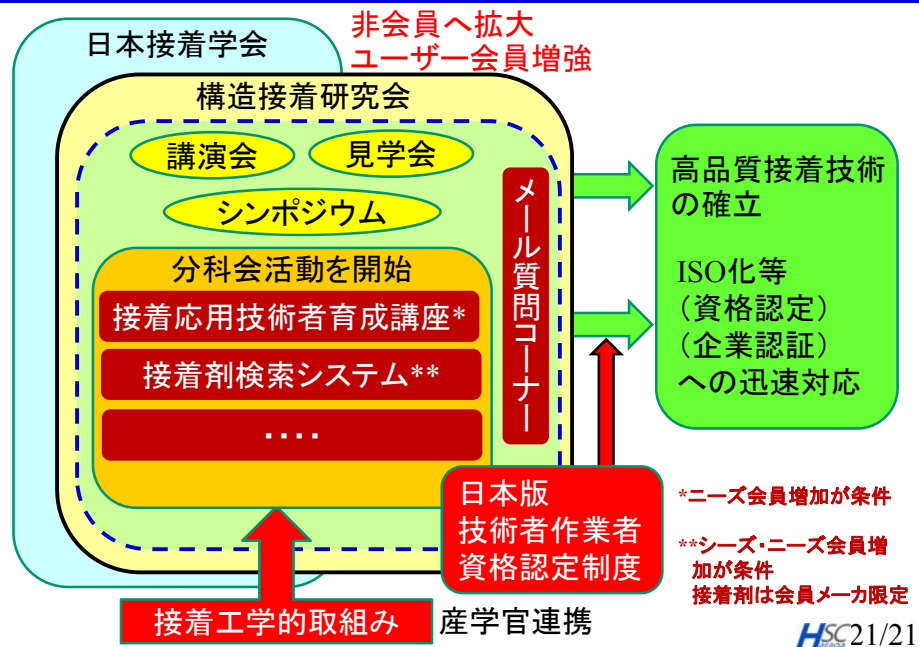 日本接着学会
非会員へ拡大
ユーザー会員増強
構造接着研究会
講演会
見学会
シンポジウム
メール質問コーナー
分科会活動を開始
接着応用技術者育成講座*
接着剤検索システム**
・・・・
高品質接着技術
の確立
ISO化等
（資格認定）
（企業認証）
への迅速対応
日本版
技術者作業者
資格認定制度
*ニーズ会員増加が条件
**シーズ・ニーズ会員増
加が条件
接着剤は会員メーカ限定
接着工学的取組み
産学官連携
HSC 21/21